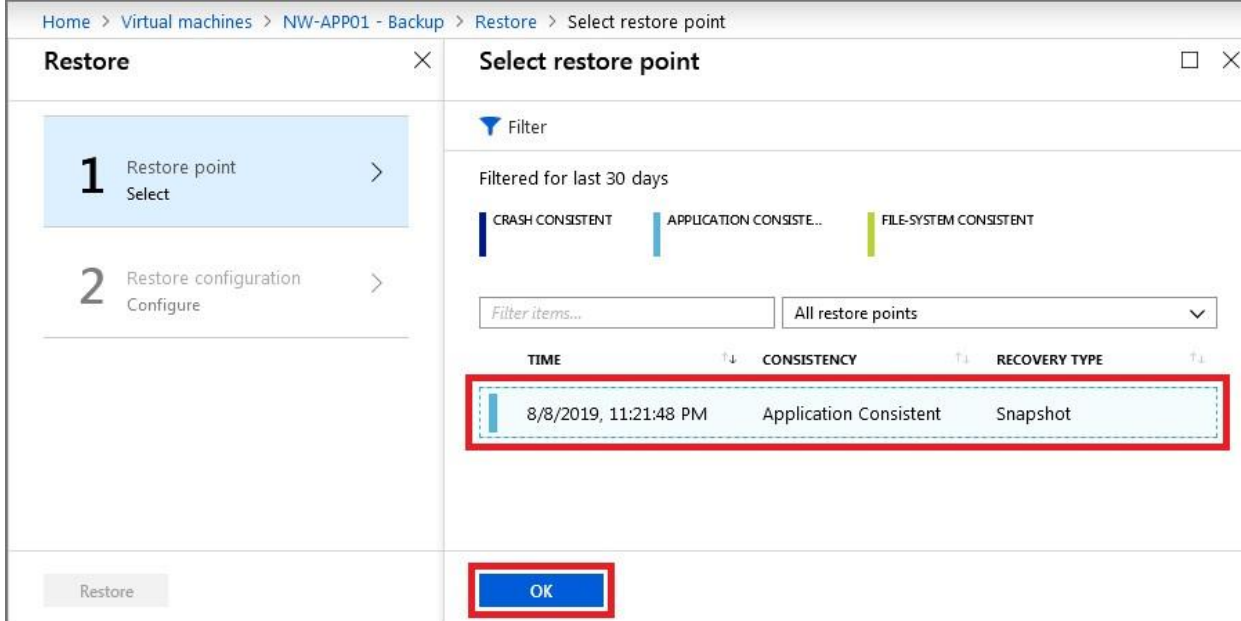 Home > Virtual machines > NW-APP01 - Backup > Restore > Select restore point
Restore
Select restore point
1 Restore point
Select
2 Restore configuration
Configure
Restore
Filter
Filtered for last 30 days
CRASH CONSISTENT APPLICATION CONSISTE... FILE-SYSTEM CONSISTENT
Filter items... All restore points
TIME CONSISTENCY RECOVERY TYPE
8/8/2019, 11:21:48 PM Application Consistent Snapshot
OK